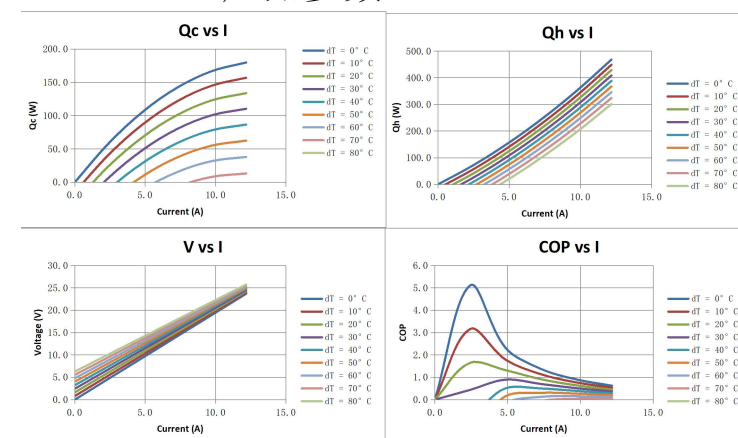 Qc vs I
200.0
150.0
100.0
50.0
0.0
Qc (W)
0.0 5.0 10.0 15.0
Current (A)
dT = 0° C
dT = 10° C
dT = 20° C
dT = 30° C
dT = 40° C
dT = 50° C
dT = 60° C
dT = 70° C
dT = 80° C
Qh vs I
500.0
400.0
300.0
200.0
100.0
0.0
Qh (W)
0.0 5.0 10.0 15.0
Current (A)
dT = 0° C
dT = 10° C
dT = 20° C
dT = 30° C
dT = 40° C
dT = 50° C
dT = 60° C
dT = 70° C
dT = 80° C
V vs I
30.0
25.0
20.0
15.0
10.0
5.0
0.0
Voltage (V)
0.0 5.0 10.0 15.0
Current (A)
dT = 0° C
dT = 10° C
dT = 20° C
dT = 30° C
dT = 40° C
dT = 50° C
dT = 60° C
dT = 70° C
dT = 80° C
COP vs I
6.0
5.0
4.0
3.0
2.0
1.0
0.0
COP
0.0 5.0 10.0 15.0
Current (A)
dT = 0° C
dT = 10° C
dT = 20° C
dT = 30° C
dT = 40° C
dT = 50° C
dT = 60° C
dT = 70° C
dT = 80° C